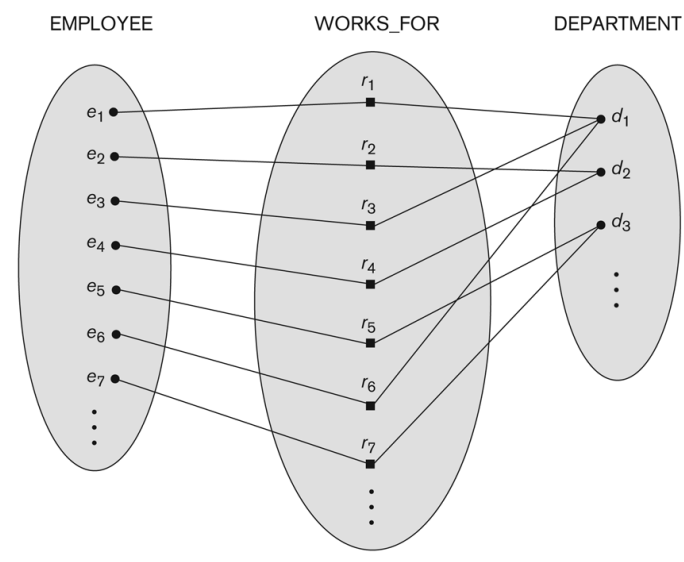 EMPLOYEE WORKS_FOR DEPARTMENT
r1
e1 d1
r2
e2 d2
e3 r3
d3
e4 r4
e5 r5
e6
r6
e7
r7